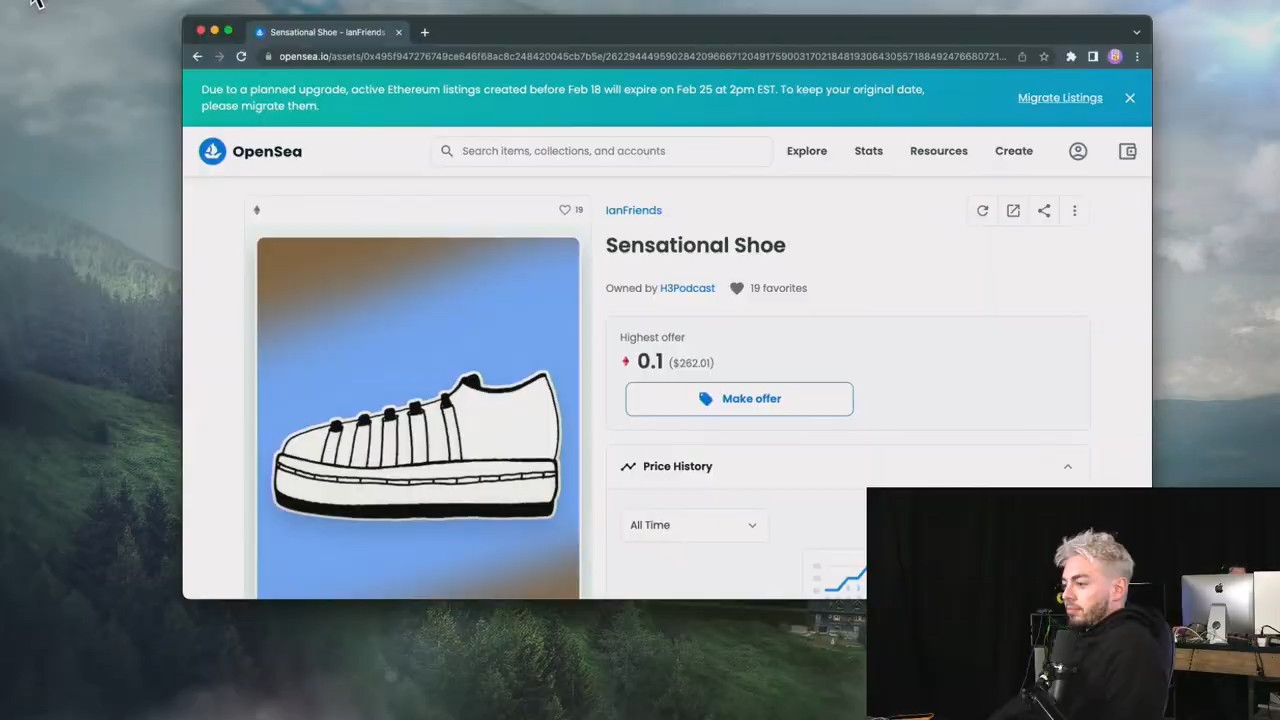 Sensational Shoe - IanFriends
opensea.io/assets/0x495f947276749ce646f68ac8c248420045cb7b5e/2622944495902842096667120491759003170218481930643055718849247668072​1...
Due to a planned upgrade, active Ethereum listings created before Feb 18 will expire on Feb 25 at 2pm EST. To keep your original date,
please migrate them.
Migrate Listings
OpenSea
Search items, collections, and accounts
Explore
Stats
Resources
Create
19
IanFriends
Sensational Shoe
Owned by H3Podcast
19 favorites
Highest offer
0.1 ($262.01)
Make offer
Price History
All Time